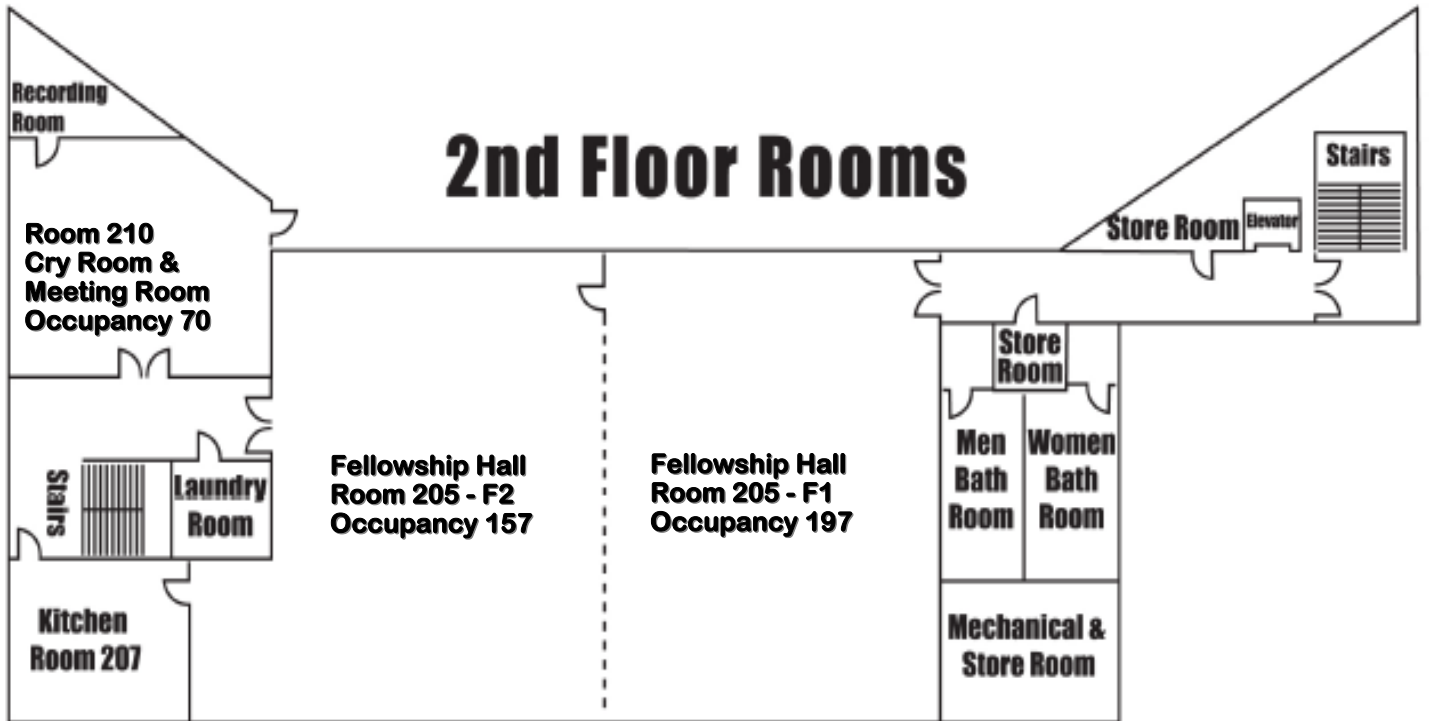 2nd Floor Rooms
Recording
Room
Room 210
Cry Room &
Meeting Room
Occupancy 70
Stairs
Laundry
Room
Kitchen
Room 207
Fellowship Hall
Room 205 - F2
Occupancy 157
Fellowship Hall
Room 205 - F1
Occupancy 197
Store Room
Elevator
Stairs
Store
Room
Men
Bath
Room
Women
Bath
Room
Mechanical &
Store Room